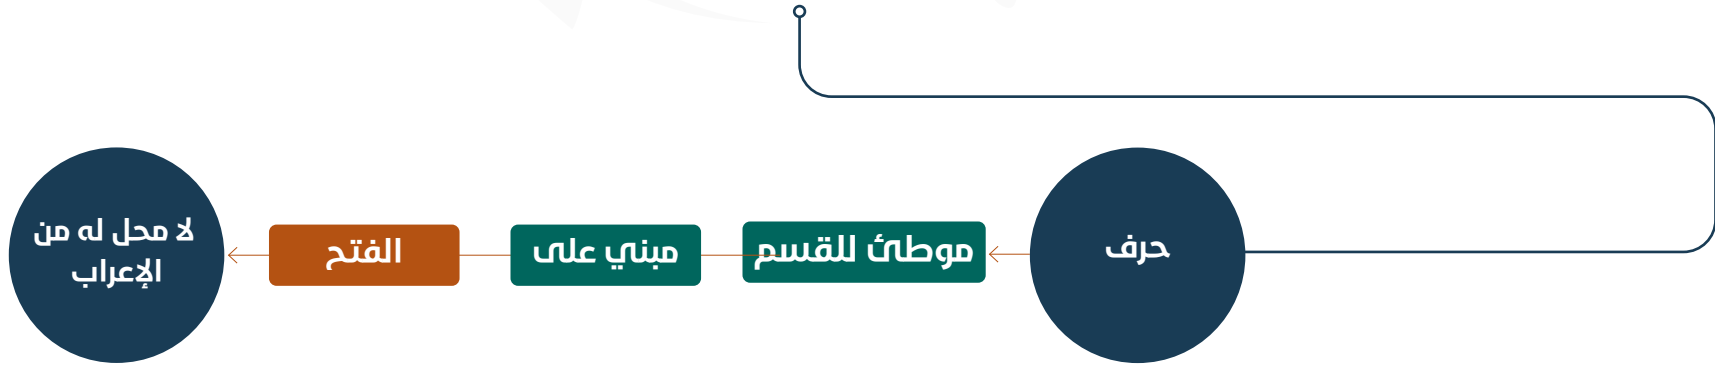 حرف
موطئ للقسم
مبني على
الفتح
لا محل له من
الإعراب